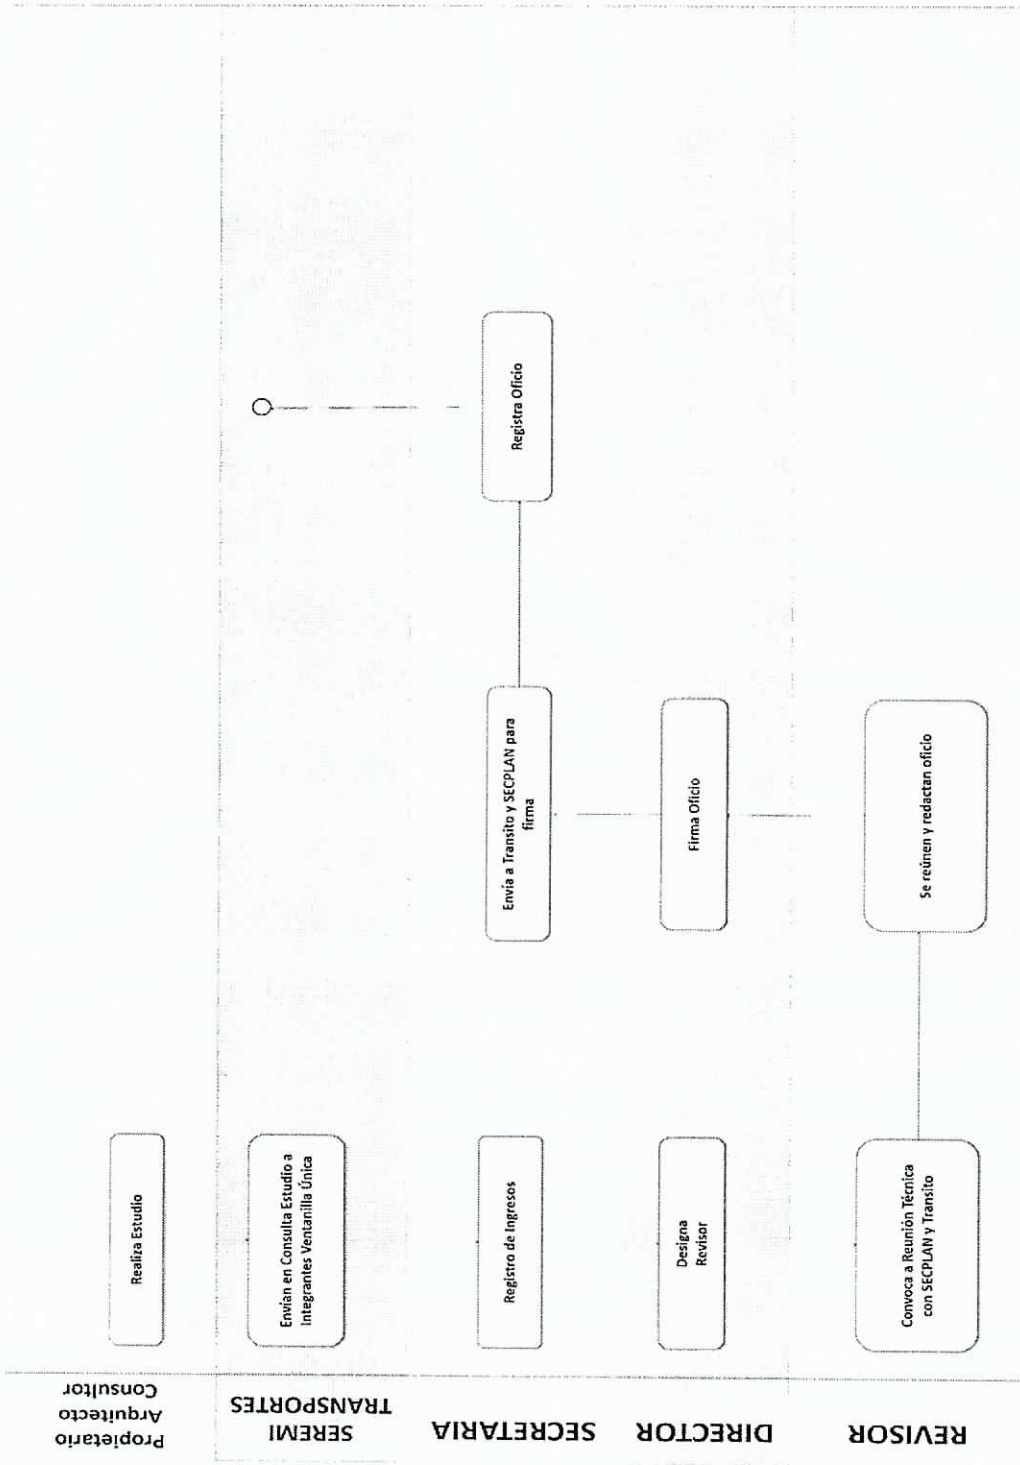 Propietario
Arquitecto
Consultor
Realiza Estudio
SEREMI
TRANSPORTES
Envían en Consulta Estudio a
Integrantes Ventanilla Única
SECRETARIA
Registro de Ingresos
Envía a Transito y SECPLAN para
firma
Registra Oficio
DIRECTOR
Designa
Revisor
Firma Oficio
REVISOR
Convoca a Reunión Técnica
con SECPLAN y Transito
Se reúnen y redactan oficio